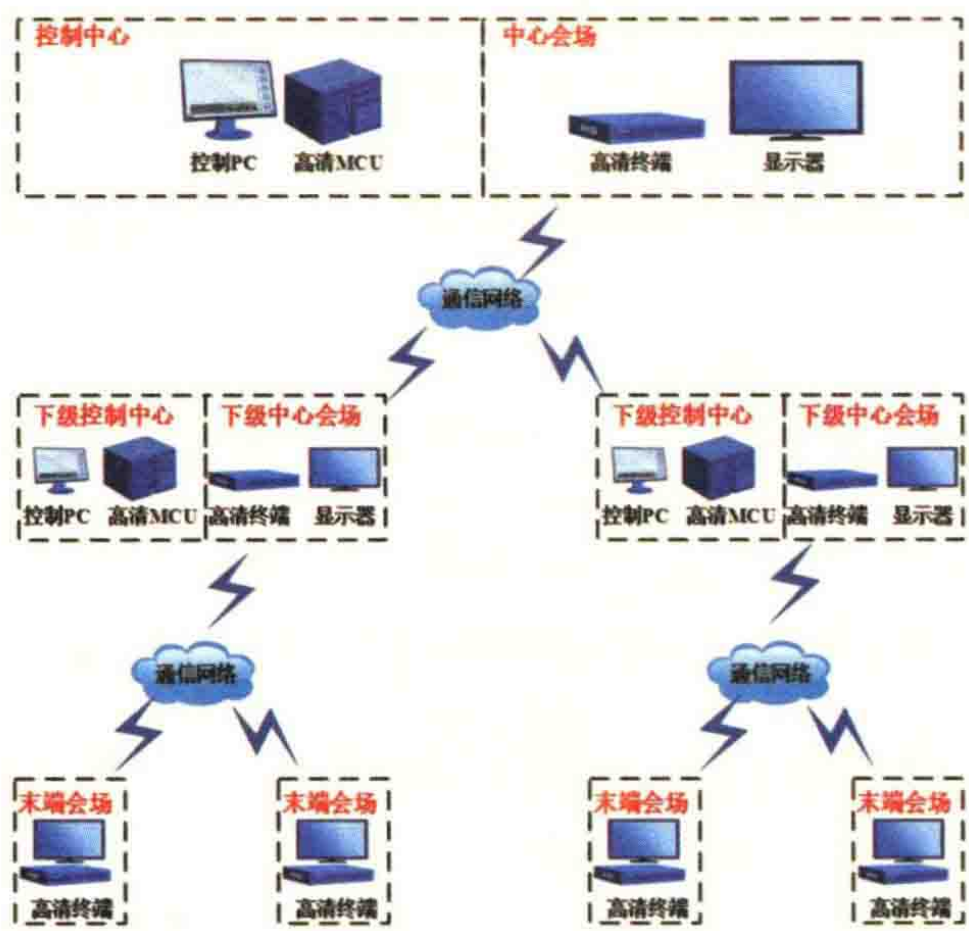 控制中心
中心会场
控制PC
高清MCU
高清终端
显示器
通信网络
下级控制中心
下级中心会场
下级控制中心
下级中心会场
控制PC
高清MCU
高清终端
显示器
控制PC
高清MCU
高清终端
显示器
通信网络
通信网络
末端会场
末端会场
末端会场
末端会场
高清终端
高清终端
高清终端
高清终端